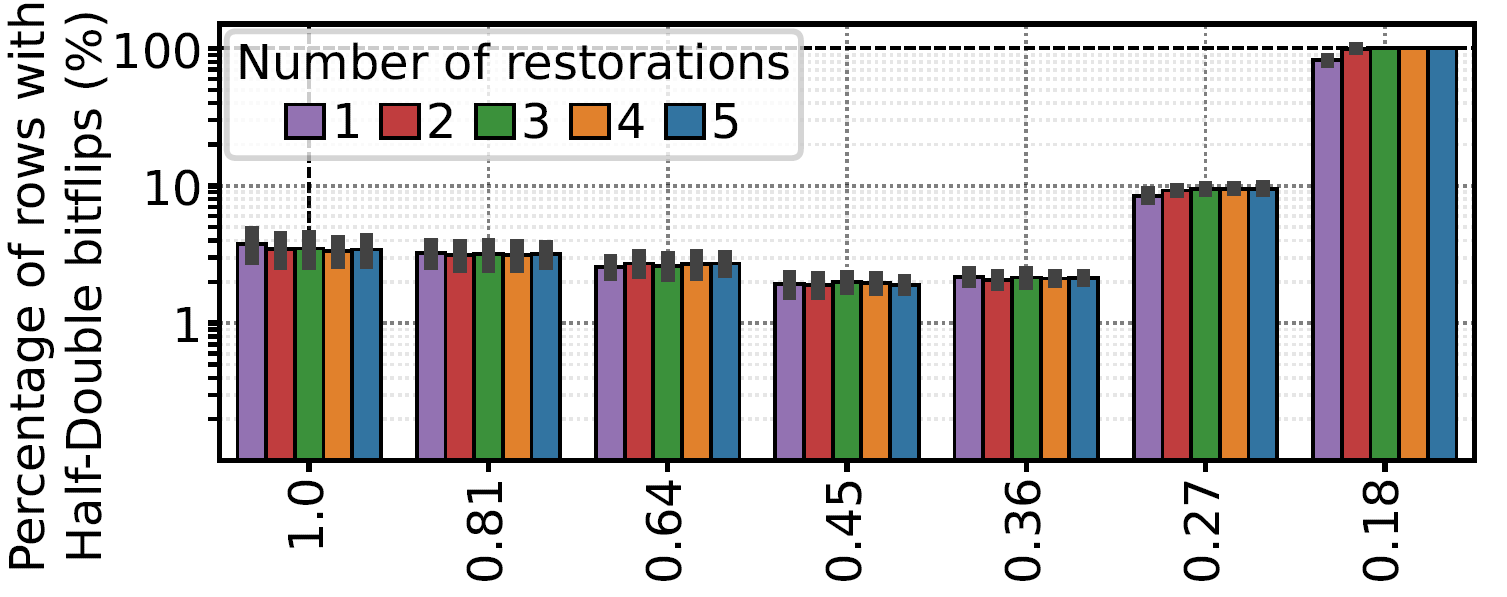 Percentage of rows with
Half-Double bitflips (%)
100
10
1
Number of restorations
1 2 3 4 5
1.0 0.81 0.64 0.45 0.36 0.27 0.18